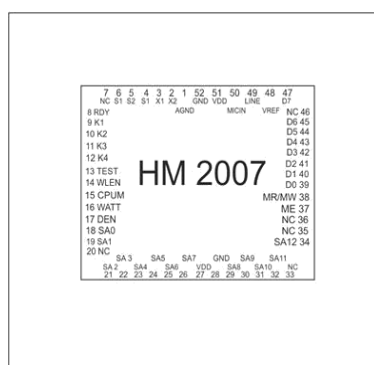 7 6 5 4 3 2 1 52 51 50 49 48 47
NC S1 S2 S1 X1 X2 GND VDD LINE D7
AGND MICIN VREF
8 RDY
9 K1
10 K2
11 K3
12 K4
13 TEST
14 WLEN
15 CPUM
16 WATT
17 DEN
18 SA0
19 SA1
20 NC
HM 2007
NC 46
D6 45
D5 44
D4 43
D3 42
D2 41
D1 40
D0 39
MR/MW 38
ME 37
NC 36
NC 35
SA12 34
SA 3 SA5 SA7 GND SA9 SA11
SA 2 SA4 SA6 VDD SA8 SA10 NC
21 22 23 24 25 26 27 28 29 30 31 32 33